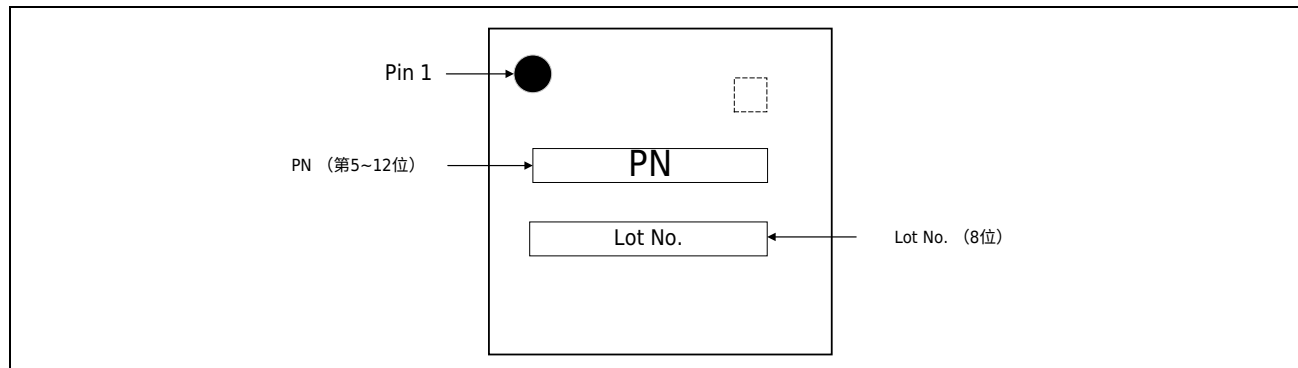 Pin 1
PN （第5~12位）
PN
Lot No.
Lot No. （8位）